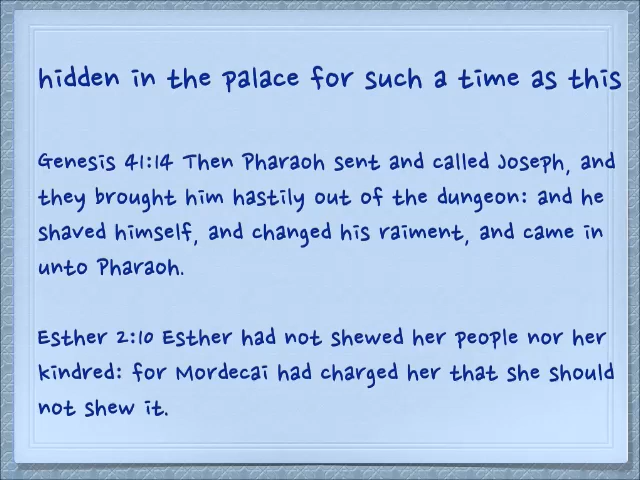 hidden in the palace for such a time as this
Genesis 41:14 Then Pharaoh sent and called Joseph, and
they brought him hastily out of the dungeon: and he
shaved himself, and changed his raiment, and came in
unto Pharaoh.
Esther 2:10 Esther had not shewed her people nor her
kindred: for Mordecai had charged her that she should
not shew it.